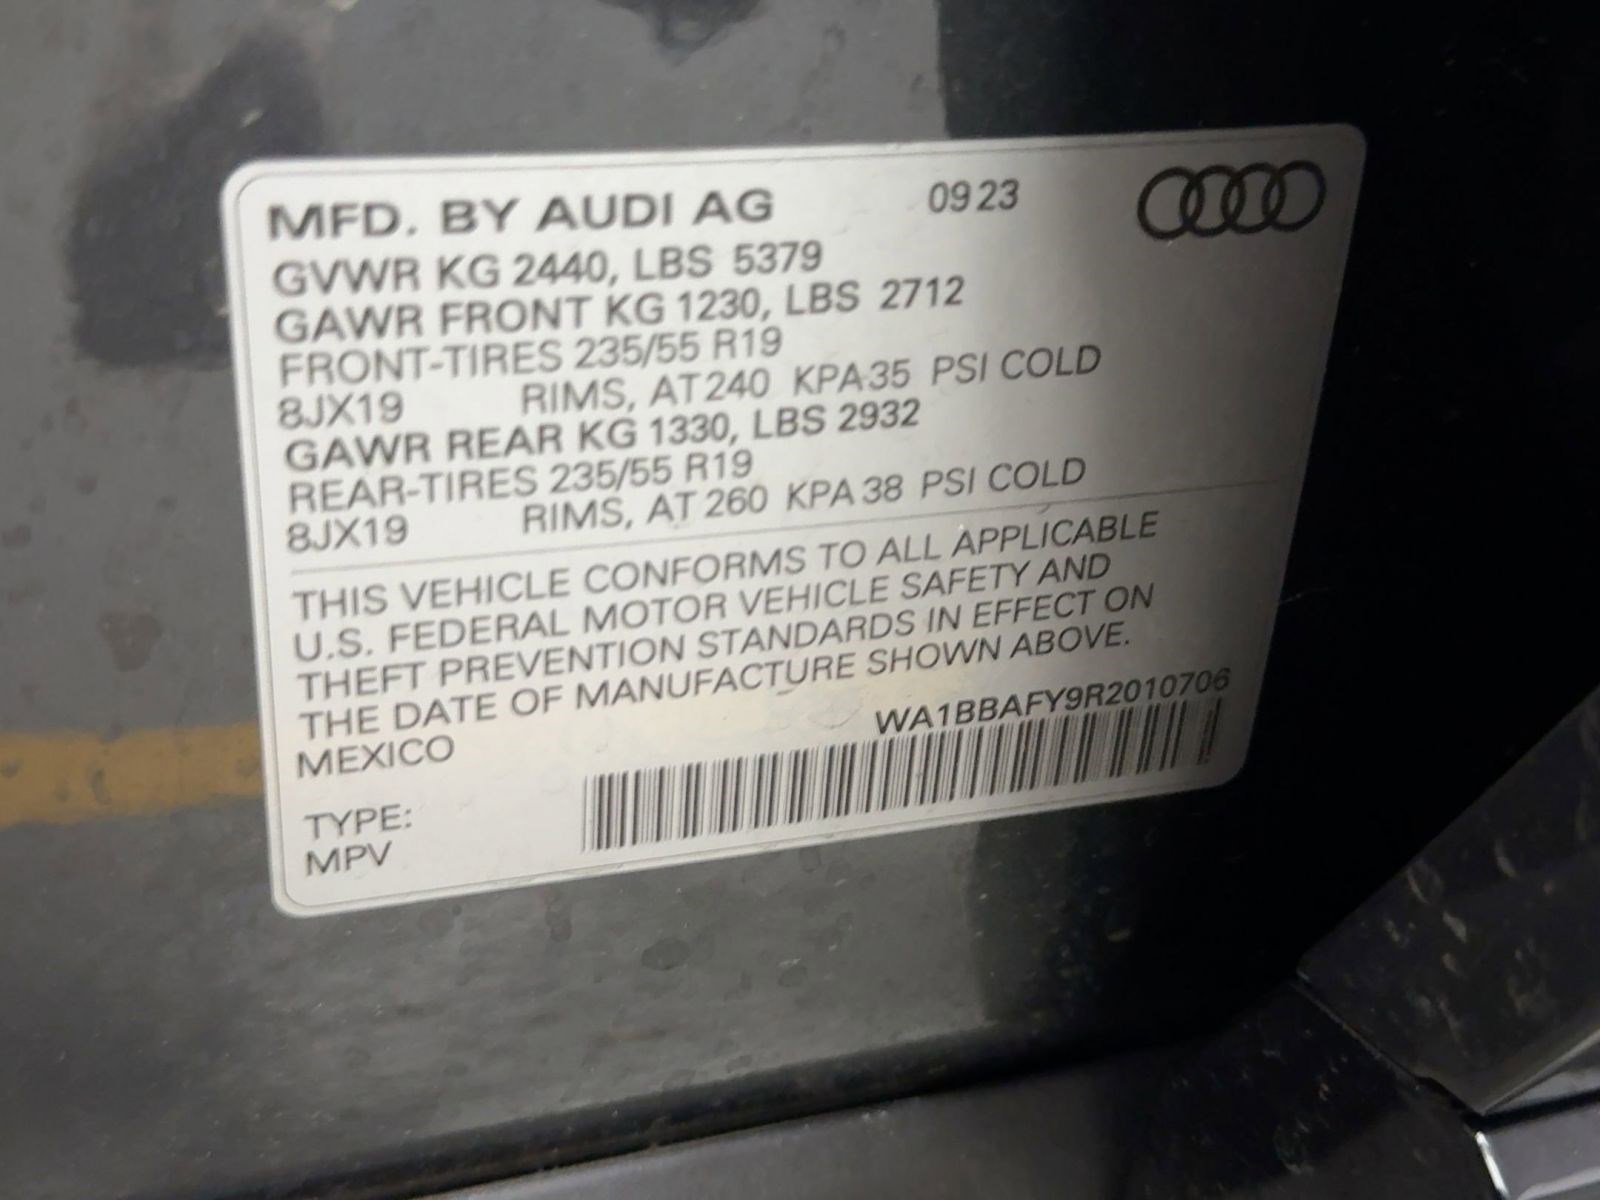 MFD. BY AUDI AG 0923
GVWR KG 2440, LBS 5379
GAWR FRONT KG 1230, LBS 2712
FRONT-TIRES 235/55 R19
8JX19 RIMS, AT 240 KPA 35 PSI COLD
GAWR REAR KG 1330, LBS 2932
REAR-TIRES 235/55 R19
8JX19 RIMS, AT 260 KPA 38 PSI COLD
THIS VEHICLE CONFORMS TO ALL APPLICABLE
U.S. FEDERAL MOTOR VEHICLE SAFETY AND
THEFT PREVENTION STANDARDS IN EFFECT ON
THE DATE OF MANUFACTURE SHOWN ABOVE.
MEXICO WA1BBAFY9R2010706
TYPE:
MPV